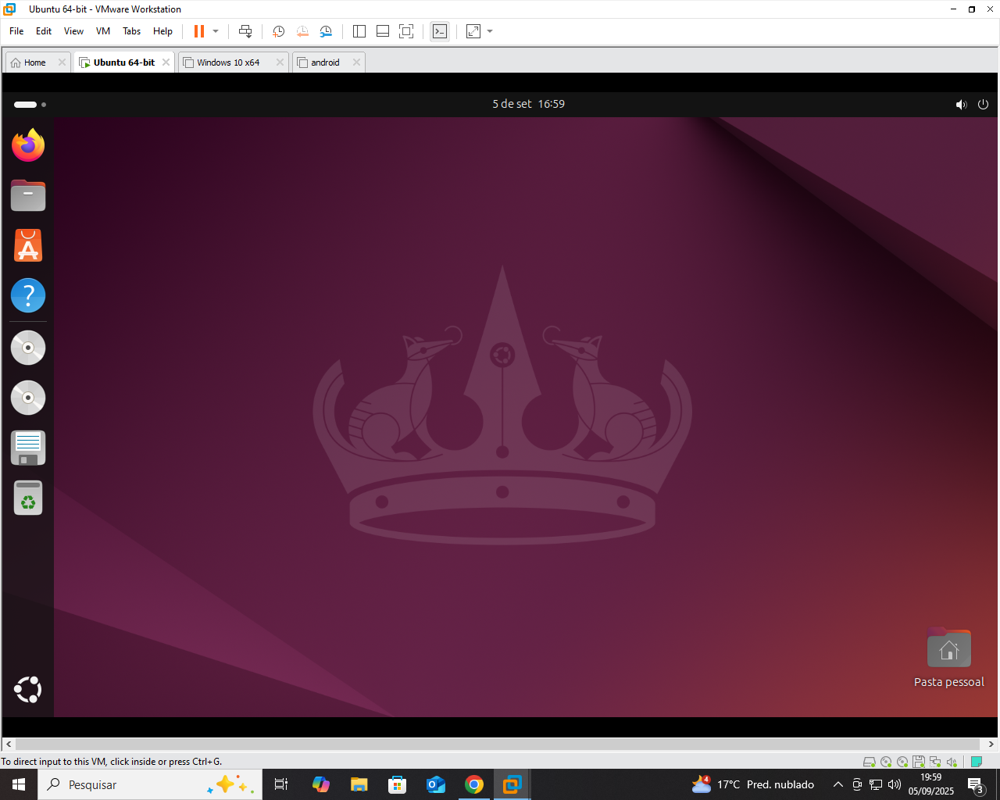 Ubuntu 64-bit - VMware Workstation
File Edit View VM Tabs Help
Home Ubuntu 64-bit Windows 10 x64 android
5 de set 16:59
Pasta pessoal
To direct input to this VM, click inside or press Ctrl+G.
Pesquisar
4
17°C Pred. nublado
19:59
05/09/2025
3